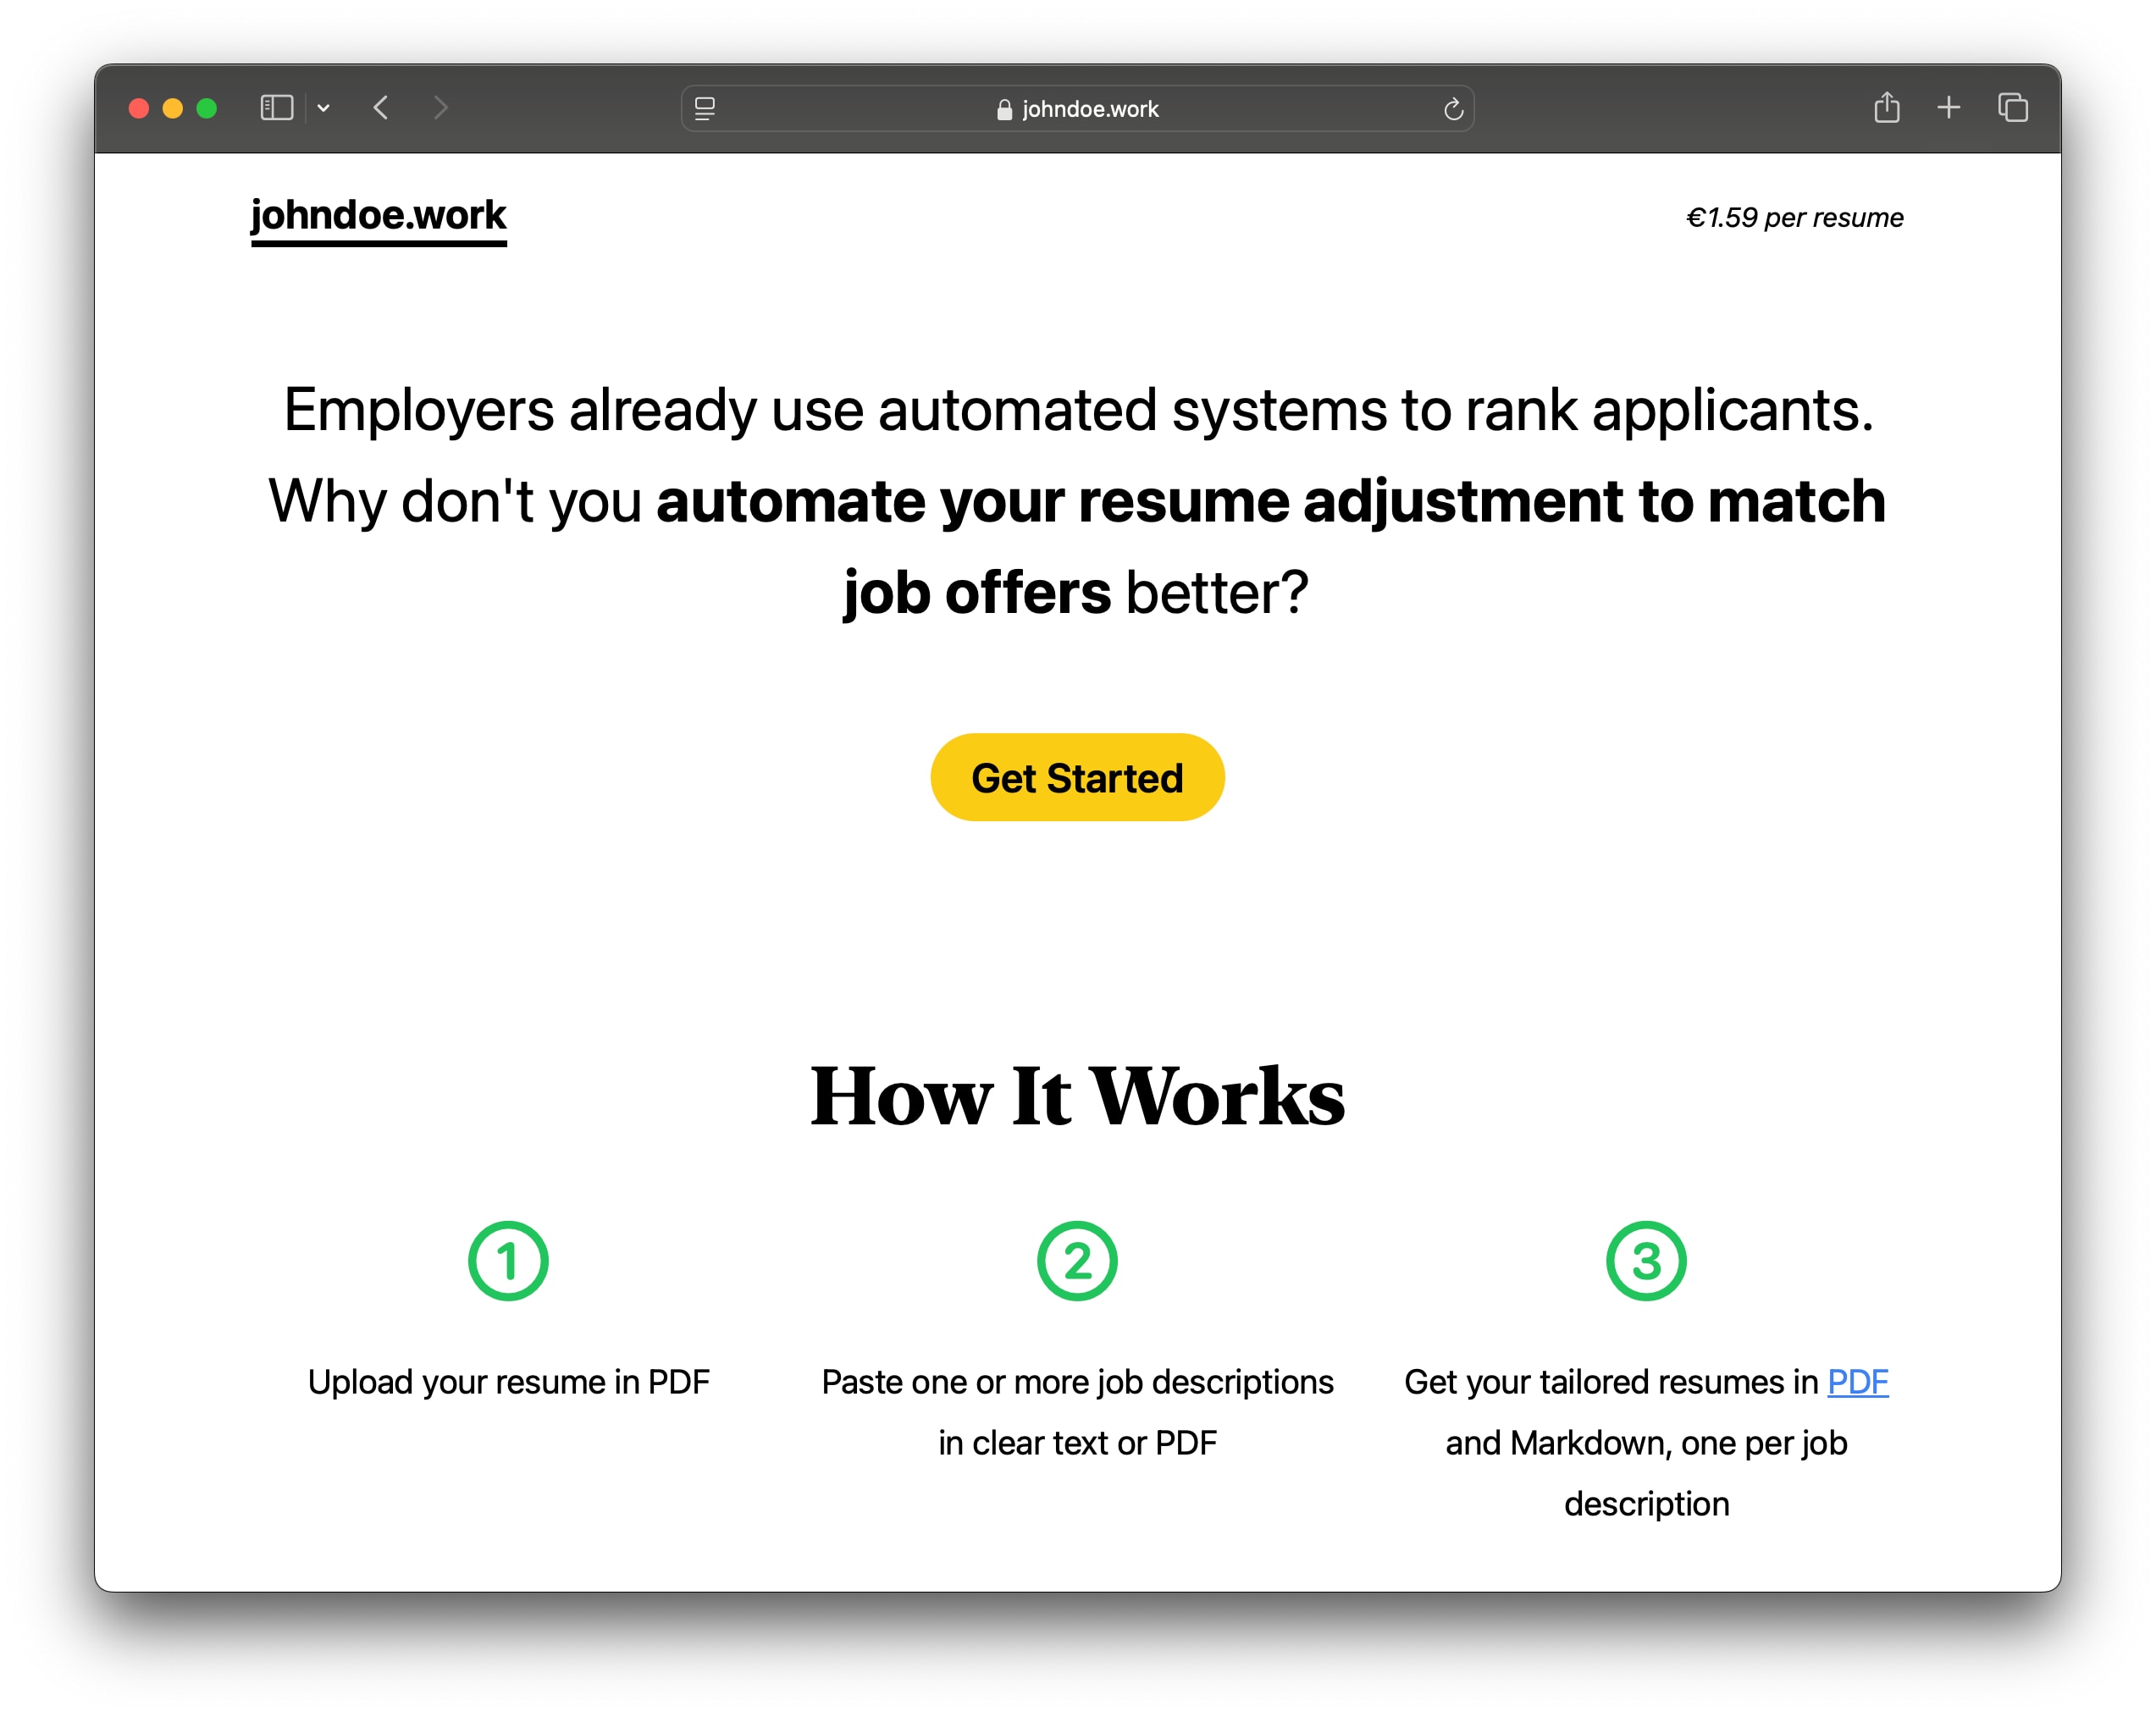 johndoe.work
johndoe.work
€1.59 per resume
Employers already use automated systems to rank applicants.
Why don't you automate your resume adjustment to match
job offers better?
Get Started
How It Works
1
Upload your resume in PDF
2
Paste one or more job descriptions
in clear text or PDF
3
Get your tailored resumes in PDF
and Markdown, one per job
description